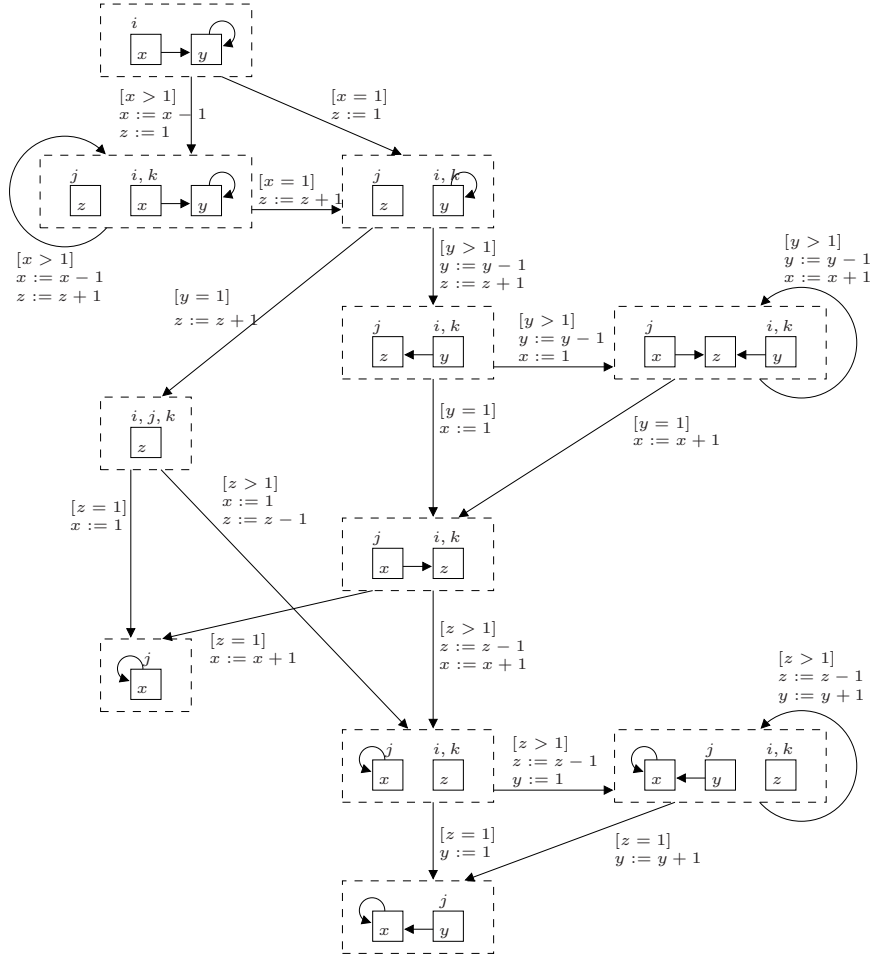 i
x y
[x > 1]
x := x − 1
z := 1
[x = 1]
z := 1
j i, k
z x y
[x = 1]
z := z + 1
j i, k
z y
[x > 1]
x := x − 1
z := z + 1
[y = 1]
z := z + 1
[y > 1]
y := y − 1
z := z + 1
[y > 1]
y := y − 1
x := x + 1
j i, k
z y
[y > 1]
y := y − 1
x := 1
j i, k
x z y
i, j, k
z
[y = 1]
x := 1
[y = 1]
x := x + 1
[z = 1]
x := 1
[z > 1]
x := 1
z := z − 1
j i, k
x z
[z = 1]
x := x + 1
[z > 1]
z := z − 1
x := x + 1
j
x
[z > 1]
z := z − 1
y := y + 1
j i, k
x z
[z > 1]
z := z − 1
y := 1
j i, k
x y z
[z = 1]
y := 1
[z = 1]
y := y + 1
j
x y